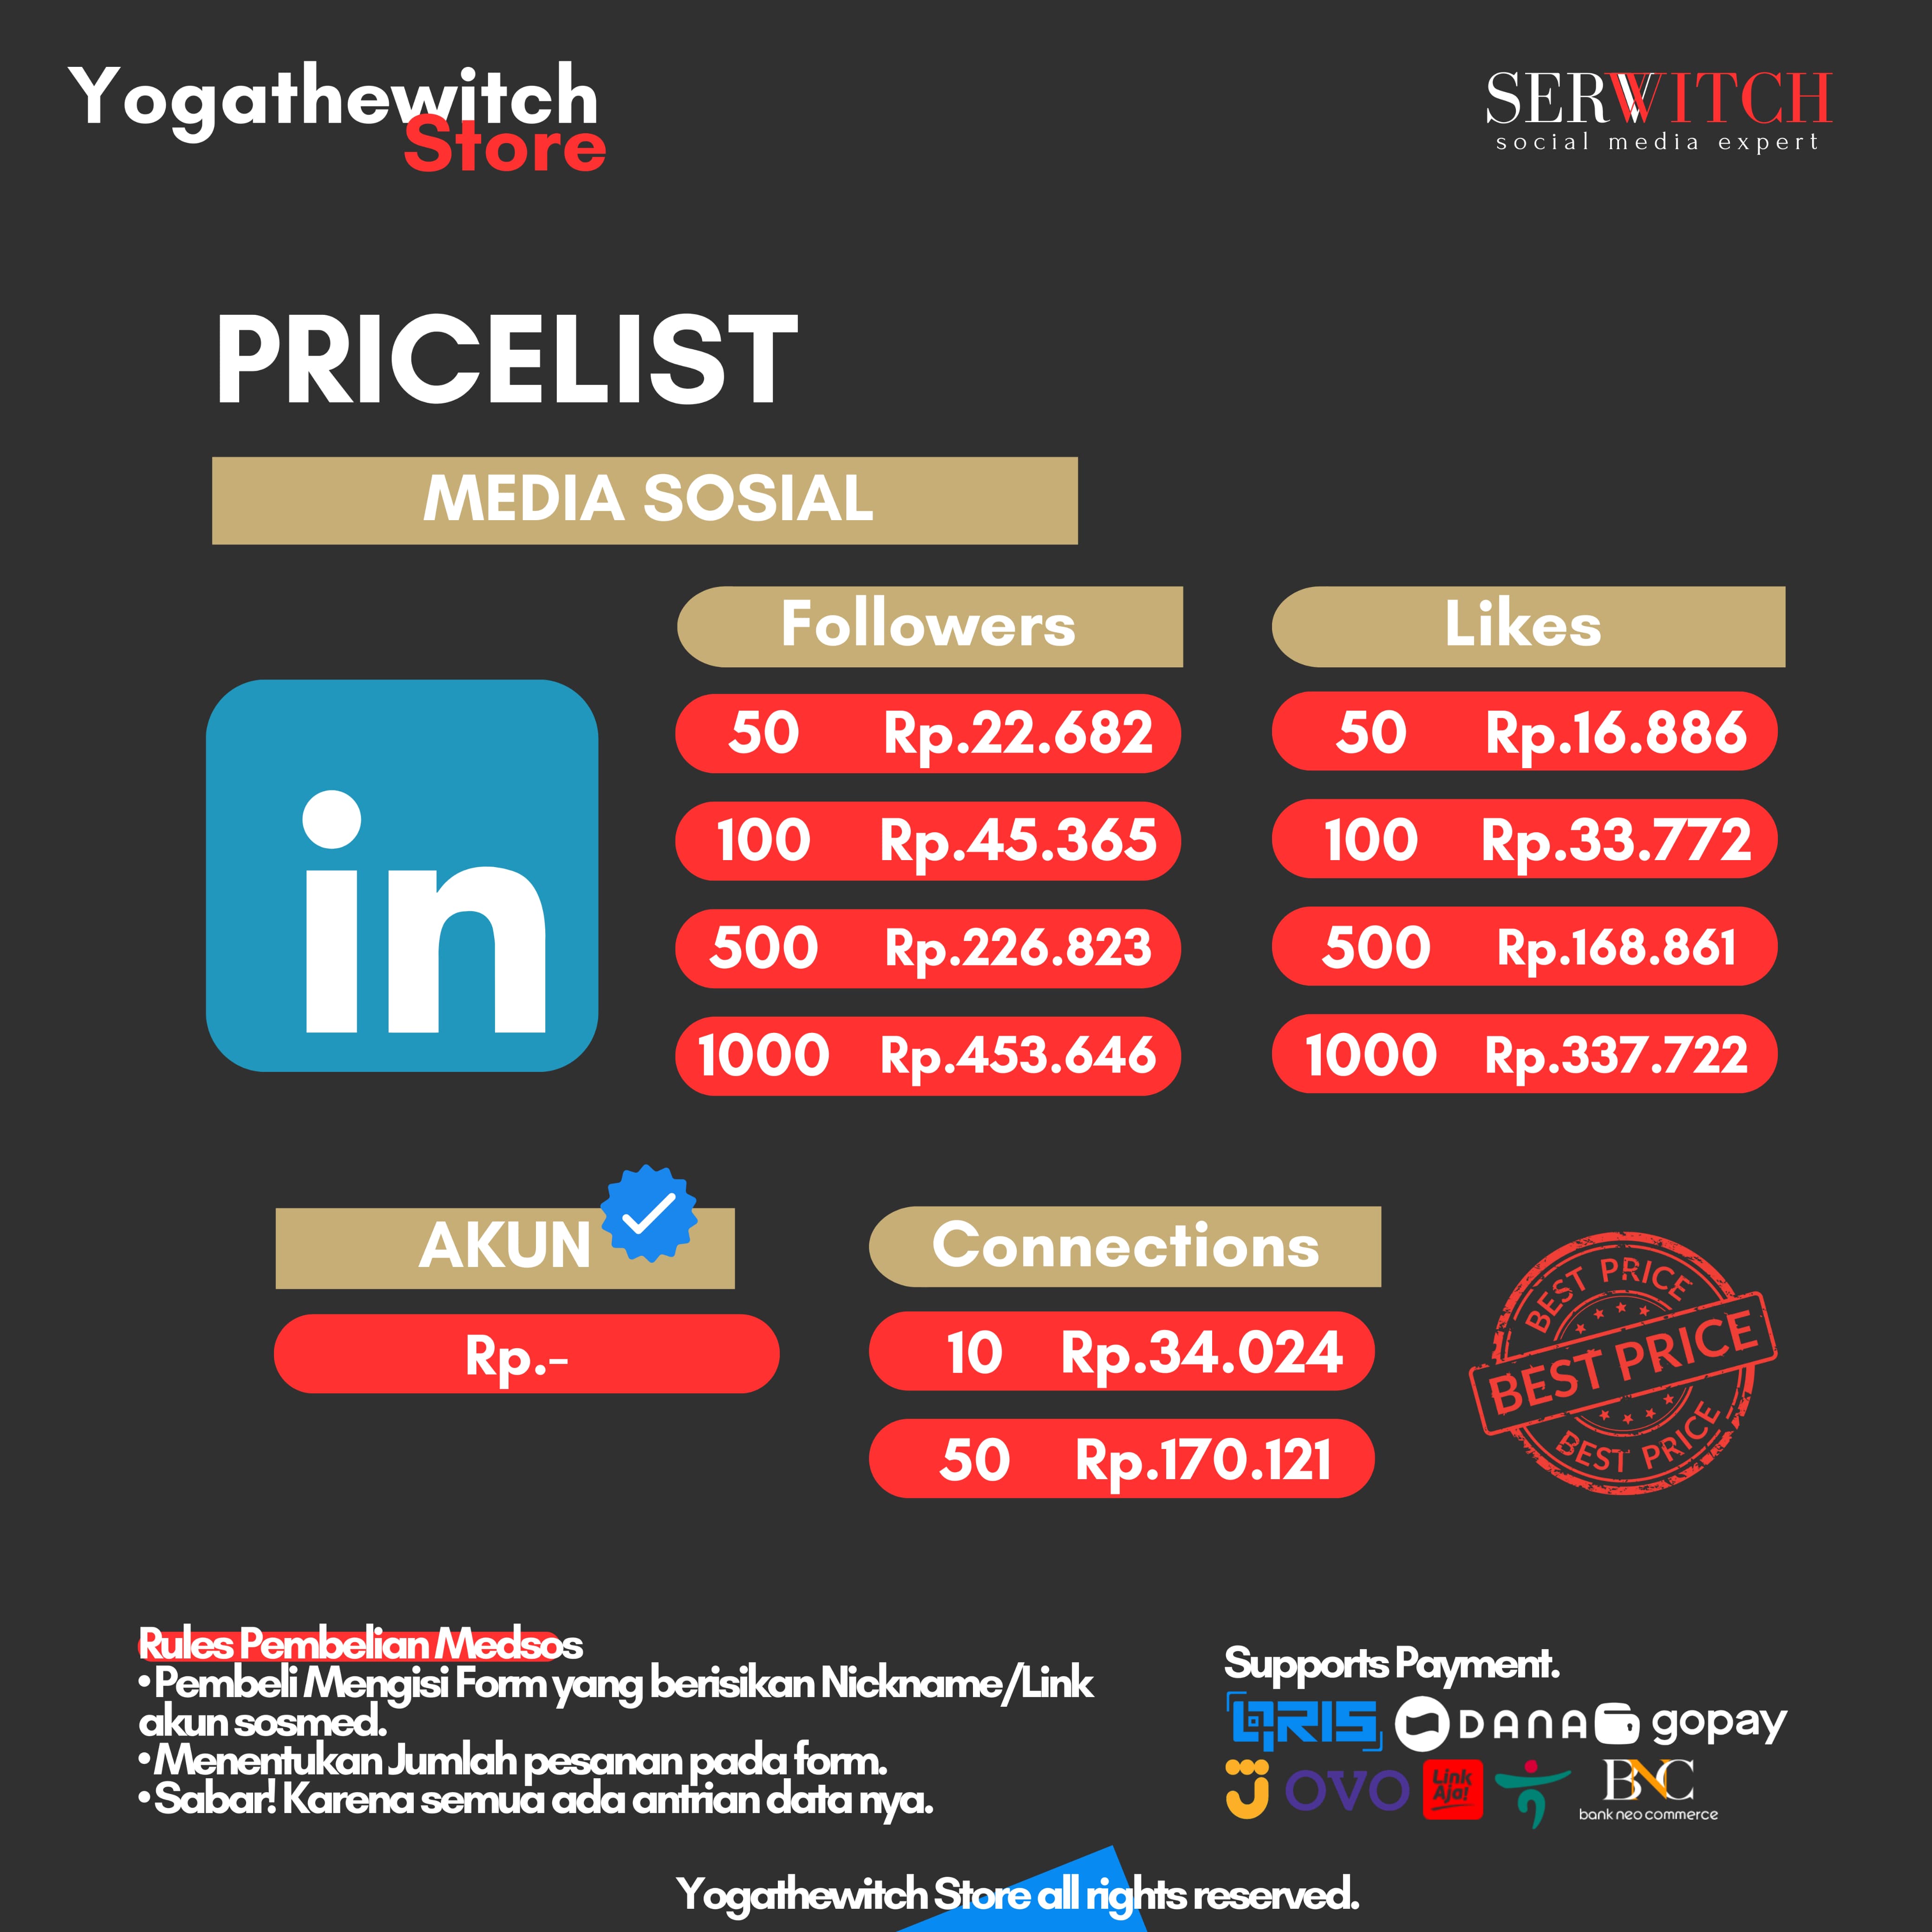 Yogathewitch
Store
SERWITCH
social media expert
PRICELIST
MEDIA SOSIAL
Followers
50 Rp.22.682
100 Rp.45.365
500 Rp.226.823
1000 Rp.453.646
Likes
50 Rp.16.886
100 Rp.33.772
500 Rp.168.861
1000 Rp.337.722
in
AKUN
Rp.-
Connections
10 Rp.34.024
50 Rp.170.121
BEST PRICE
BEST PRICE
BEST PRICE
Rules Pembelian Medsos
• Pembeli Mengisi Form yang berisikan Nickname/Link
akun sosmed.
• Menentukan Jumlah pesanan pada form.
• Sabar! Karena semua ada antrian data nya.
Supports Payment.
QRIS DANA gopay
OVO Link Aja! BNC
bank neo commerce
Yogathewitch Store all rights reserved.